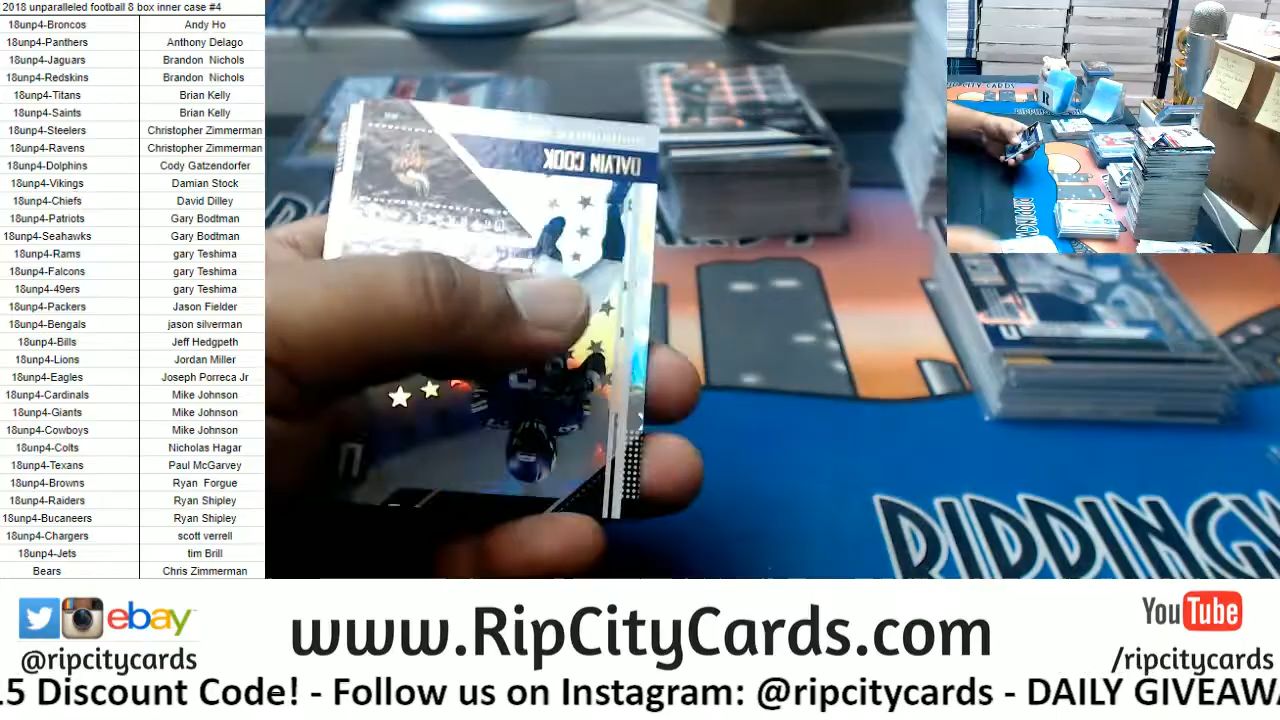 2018 unparalleled football 8 box inner case #4
18unp4-Broncos Andy Ho
18unp4-Panthers Anthony Delago
18unp4-Jaguars Brandon Nichols
18unp4-Redskins Brandon Nichols
18unp4-Titans Brian Kelly
18unp4-Saints Brian Kelly
18unp4-Steelers Christopher Zimmerman
18unp4-Ravens Christopher Zimmerman
18unp4-Dolphins Cody Gatzendorfer
18unp4-Vikings Damian Stock
18unp4-Chiefs David Dilley
18unp4-Patriots Gary Bodtman
18unp4-Seahawks Gary Bodtman
18unp4-Rams gary Teshima
18unp4-Falcons gary Teshima
18unp4-49ers gary Teshima
18unp4-Packers Jason Fielder
18unp4-Bengals jason silverman
18unp4-Bills Jeff Hedgpeth
18unp4-Lions Jordan Miller
18unp4-Eagles Joseph Porreca Jr
18unp4-Cardinals Mike Johnson
18unp4-Giants Mike Johnson
18unp4-Cowboys Mike Johnson
18unp4-Colts Nicholas Hagar
18unp4-Texans Paul McGarvey
18unp4-Browns Ryan Forgue
18unp4-Raiders Ryan Shipley
18unp4-Bucaneers Ryan Shipley
18unp4-Chargers scott verrell
18unp4-Jets tim Brill
Bears Chris Zimmerman
DALVIN COOK
RIPPINGW
ebay
@ripcitycards
www.RipCityCards.com
YouTube
/ripcitycards
15 Discount Code! - Follow us on Instagram: @ripcitycards - DAILY GIVEAWA